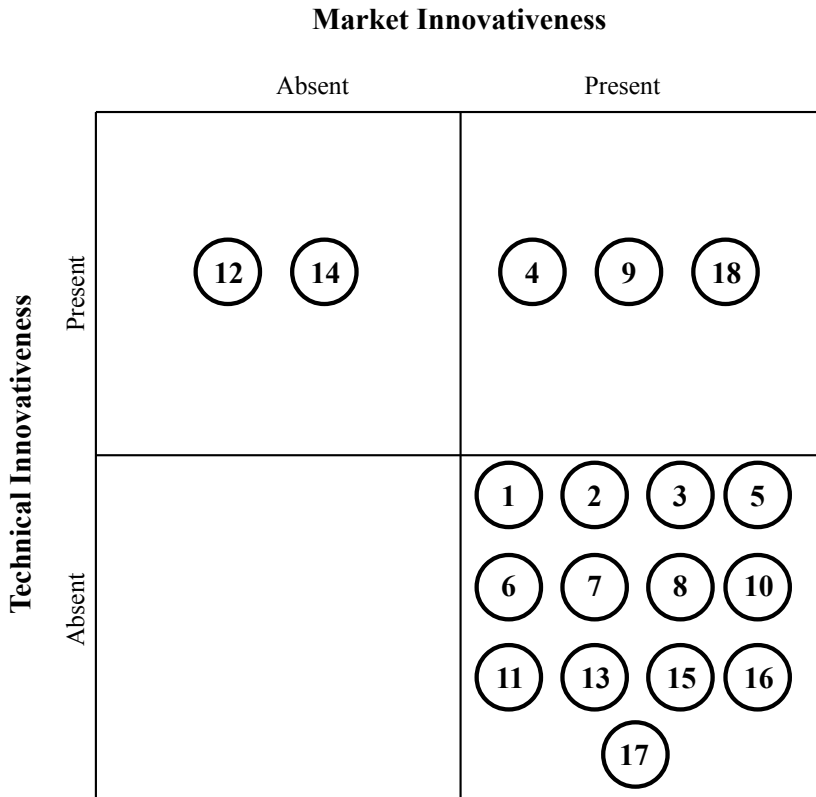 Market Innovativeness
Absent Present
Technical Innovativeness
Present
12 14 4 9 18
Absent
1 2 3 5
6 7 8 10
11 13 15 16
17